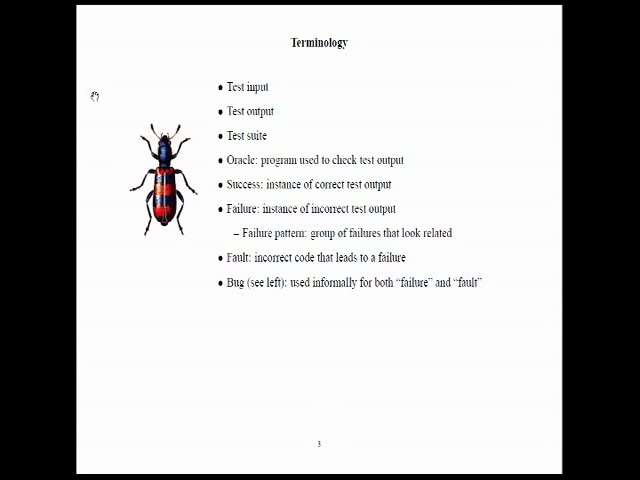 Terminology
• Test input
• Test output
• Test suite
• Oracle: program used to check test output
• Success: instance of correct test output
• Failure: instance of incorrect test output
– Failure pattern: group of failures that look related
• Fault: incorrect code that leads to a failure
• Bug (see left): used informally for both “failure” and “fault”
3